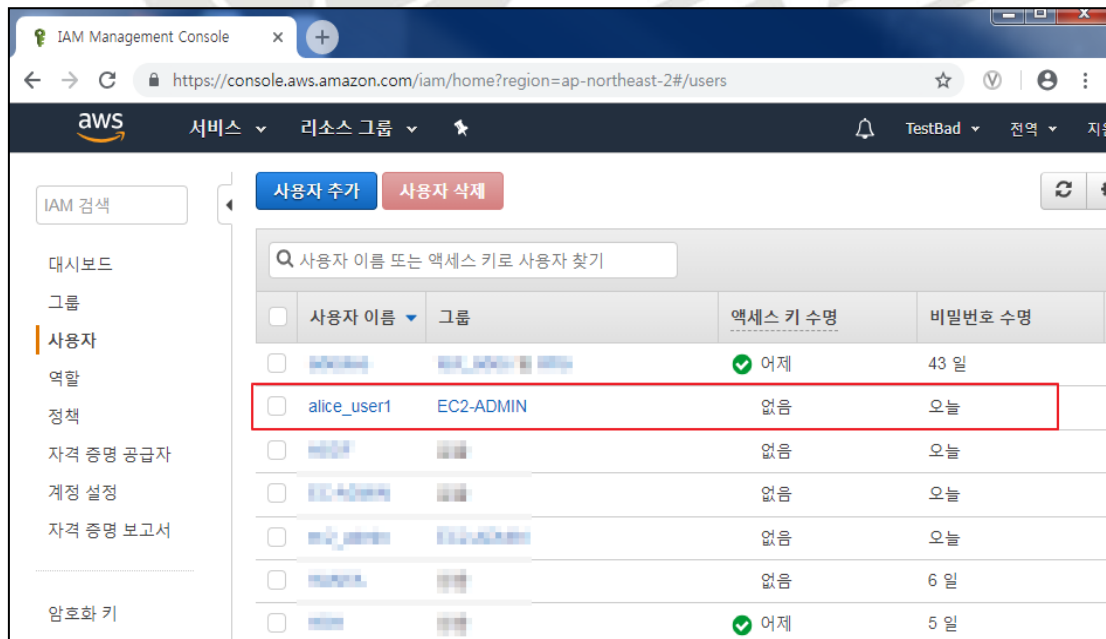 IAM Management Console
https://console.aws.amazon.com/iam/home?region=ap-northeast-2#/users
aws 서비스 리소스 그룹 TestBad 전역
IAM 검색
대시보드
그룹
사용자
역할
정책
자격 증명 공급자
계정 설정
자격 증명 보고서
암호화 키
사용자 추가 사용자 삭제
사용자 이름 또는 액세스 키로 사용자 찾기
사용자 이름 그룹 액세스 키 수명 비밀번호 수명
어제 43 일
alice_user1 EC2-ADMIN 없음 오늘
없음 오늘
없음 오늘
없음 오늘
없음 6 일
어제 5 일